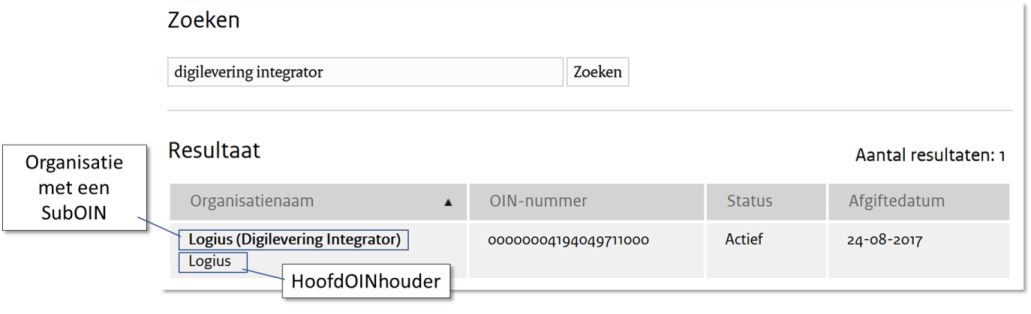 Zoeken
digilevering integrator
Zoeken
Resultaat
Aantal resultaten: 1
Organisatie
met een
SubOIN
Organisatienaam ▲ OIN-nummer Status Afgiftedatum
Logius (Digilevering Integrator) 00000004194049711000 Actief 24-08-2017
Logius
HoofdOINhouder